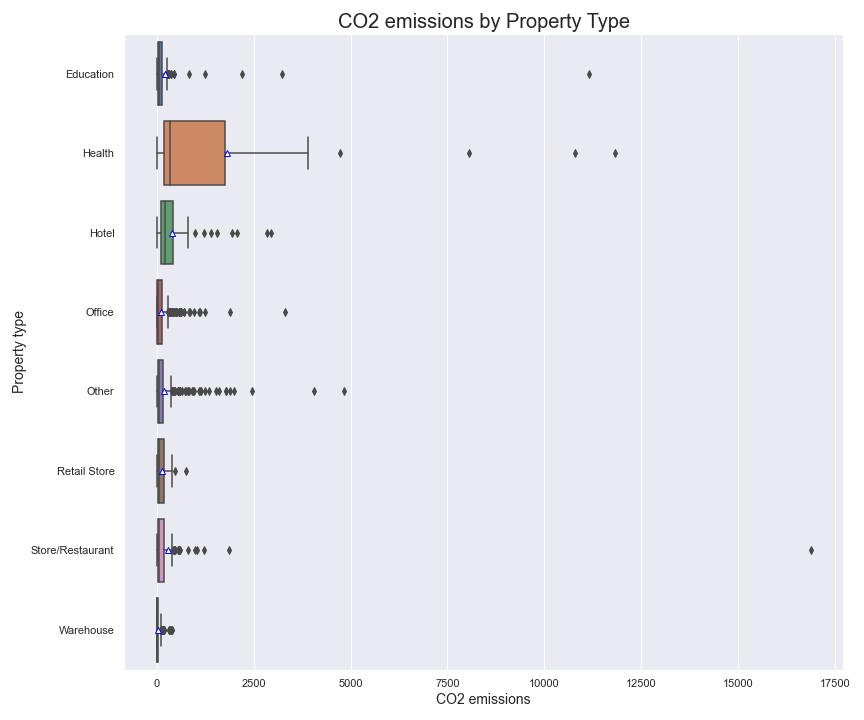 CO2 emissions by Property Type
Property type
Education
Health
Hotel
Office
Other
Retail Store
Store/Restaurant
Warehouse
0 2500 5000 7500 10000 12500 15000 17500
CO2 emissions